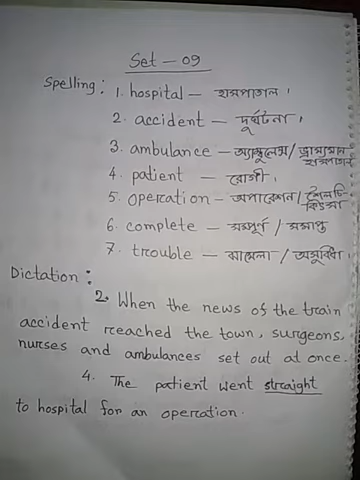 Set - 09
Spelling : 1. hospital - হাসপাতাল ।
2. accident - দুর্ঘটনা ।
3. ambulance - অ্যাম্বুলেন্স / ভ্রাম্যমান হাসপাতাল
4. patient - রোগী ।
5. operation - অপারেশন / শৈলচি-
কিৎসা
6. complete - সম্পূর্ণ / সমাপ্ত
7. trouble - ঝামেলা / অসুবিধা ।
Dictation :
2. When the news of the train
accident reached the town, surgeons,
nurses and ambulances set out at once.
4. The patient went straight
to hospital for an operation.